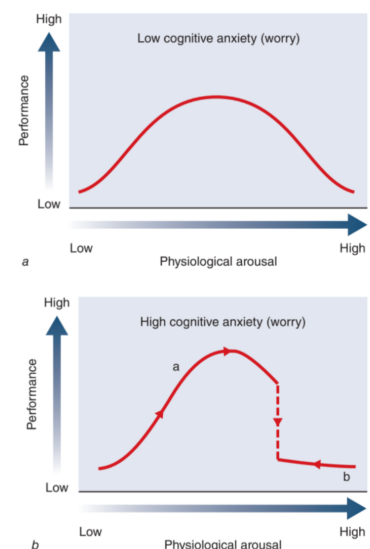 High
Low cognitive anxiety (worry)
Performance
Low
Low
High
a
Physiological arousal
High
High cognitive anxiety (worry)
a
Performance
b
Low
Low
High
b
Physiological arousal